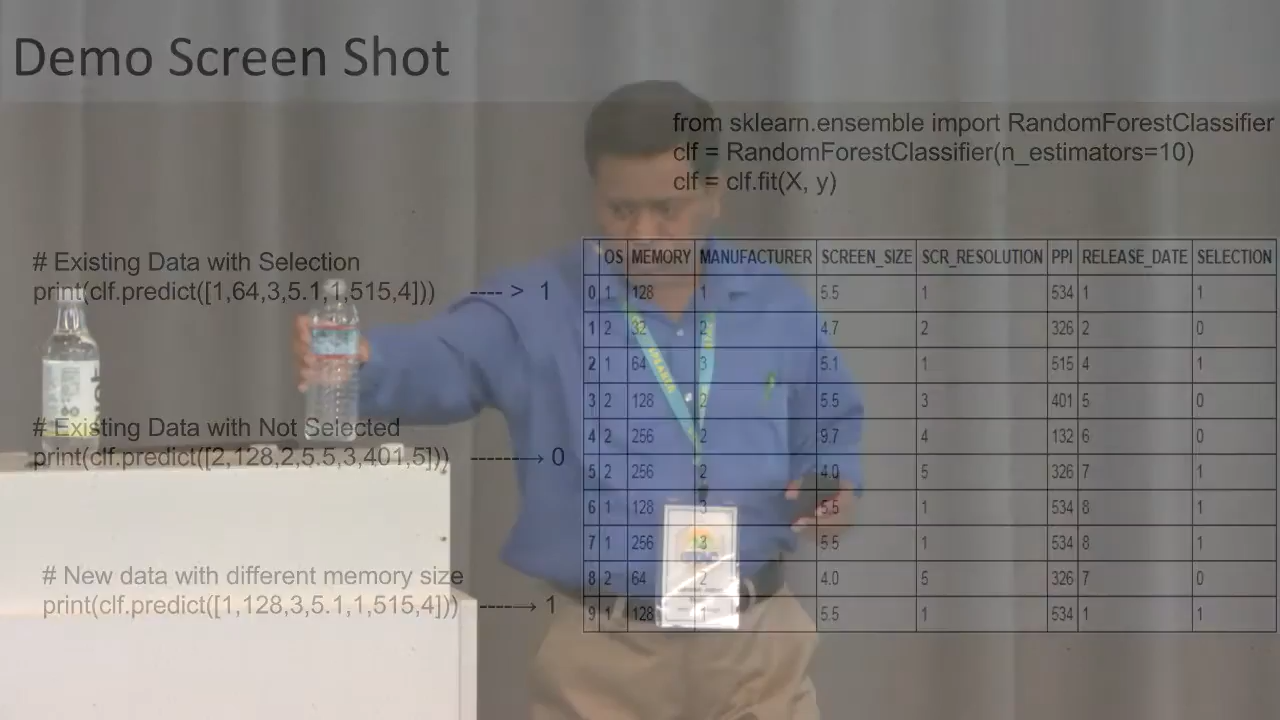 Demo Screen Shot
from sklearn.ensemble import RandomForestClassifier
clf = RandomForestClassifier(n_estimators=10)
clf = clf.fit(X, y)
# Existing Data with Selection
print(clf.predict([1,64,3,5.1,1,515,4])) ---- > 1
# Existing Data with Not Selected
print(clf.predict([2,128,2,5.5,3,401,5])) -------→ 0
# New data with different memory size
print(clf.predict([1,128,3,5.1,1,515,4])) -----→ 1
OS MEMORY MANUFACTURER SCREEN_SIZE SCR_RESOLUTION PPI RELEASE_DATE SELECTION
0 1 128 1 5.5 1 534 1 1
1 2 32 2 4.7 2 326 2 0
2 1 64 3 5.1 1 515 4 1
3 2 128 2 5.5 3 401 5 0
4 2 256 2 9.7 4 132 6 0
5 2 256 2 4.0 5 326 7 1
6 1 128 3 5.5 1 534 8 1
7 1 256 3 5.5 1 534 8 1
8 2 64 2 4.0 5 326 7 0
9 1 128 1 5.5 1 534 1 1
SPEAKER